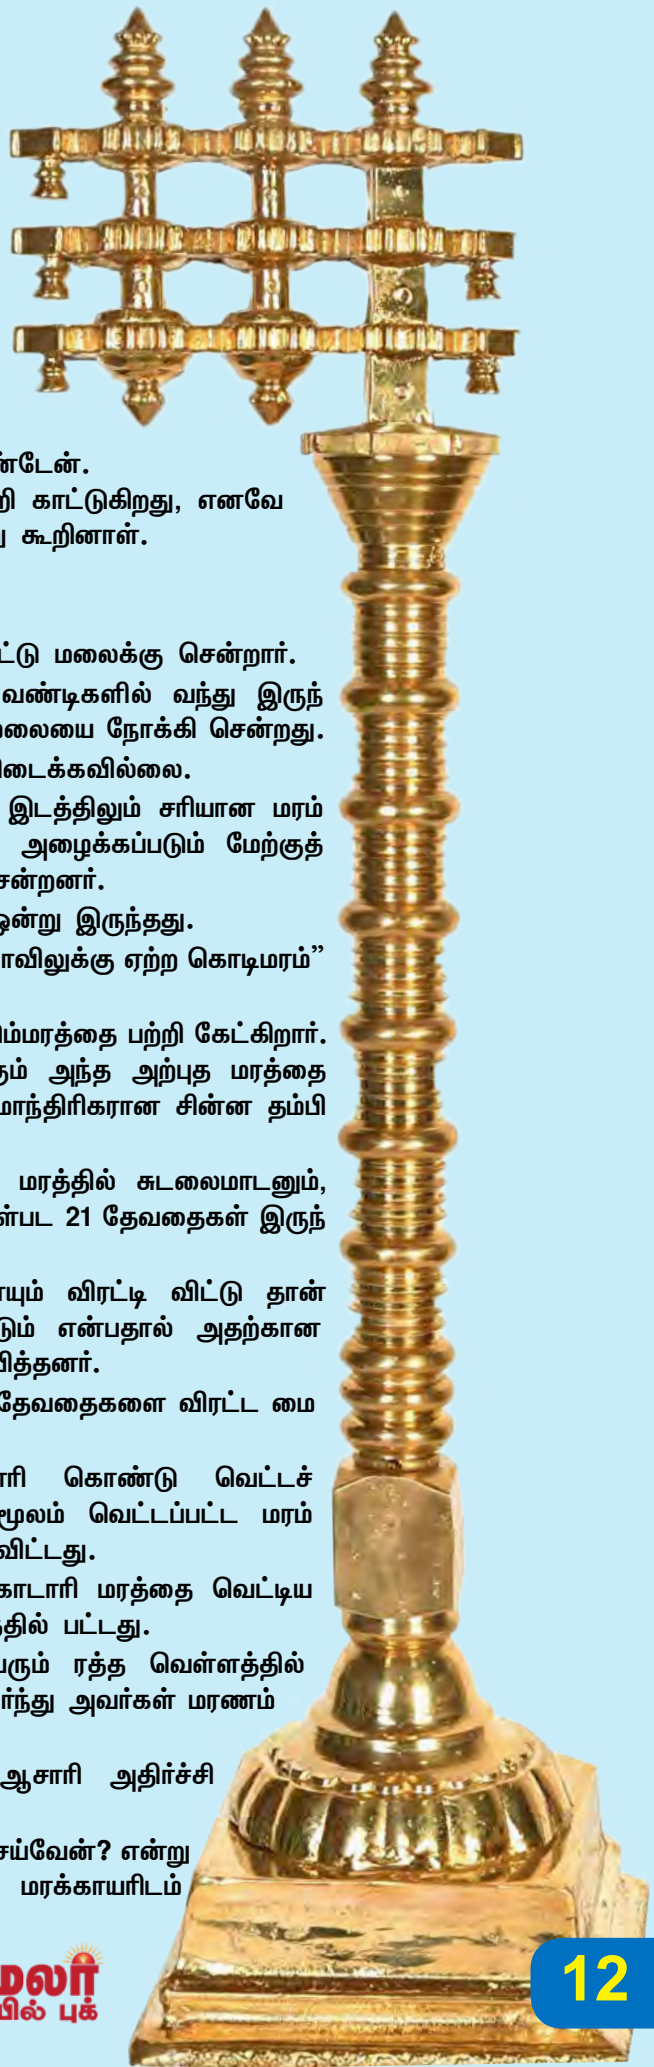 ண்டேன்.
றி காட்டுகிறது, எனவே
று கூறினாள்.
ட்டு மலைக்கு சென்றார்.
வண்டிகளில் வந்து இருந்
லையை நோக்கி சென்றது.
டைக்கவில்லை.
இடத்திலும் சரியான மரம்
அழைக்கப்படும் மேற்குத்
சன்றனர்.
ஒன்று இருந்தது.
ாவிலுக்கு ஏற்ற கொடிமரம்”
ம்மரத்தை பற்றி கேட்கிறார்.
கும் அந்த அற்புத மரத்தை
மாந்திரிகரான சின்ன தம்பி
மரத்தில் சுடலைமாடனும்,
ள்பட 21 தேவதைகள் இருந்
யும் விரட்டி விட்டு தான்
டும் என்பதால் அதற்கான
பித்தனர்.
தேவதைகளை விரட்ட மை
ாரி கொண்டு வெட்டச்
மூலம் வெட்டப்பட்ட மரம்
விட்டது.
காடாரி மரத்தை வெட்டிய
த்தில் பட்டது.
பரும் ரத்த வெள்ளத்தில்
ர்ந்து அவர்கள் மரணம்
ஆசாரி அதிர்ச்சி
சய்வேன்? என்று
மரக்காயரிடம்
மலர்
யில் புக்
12